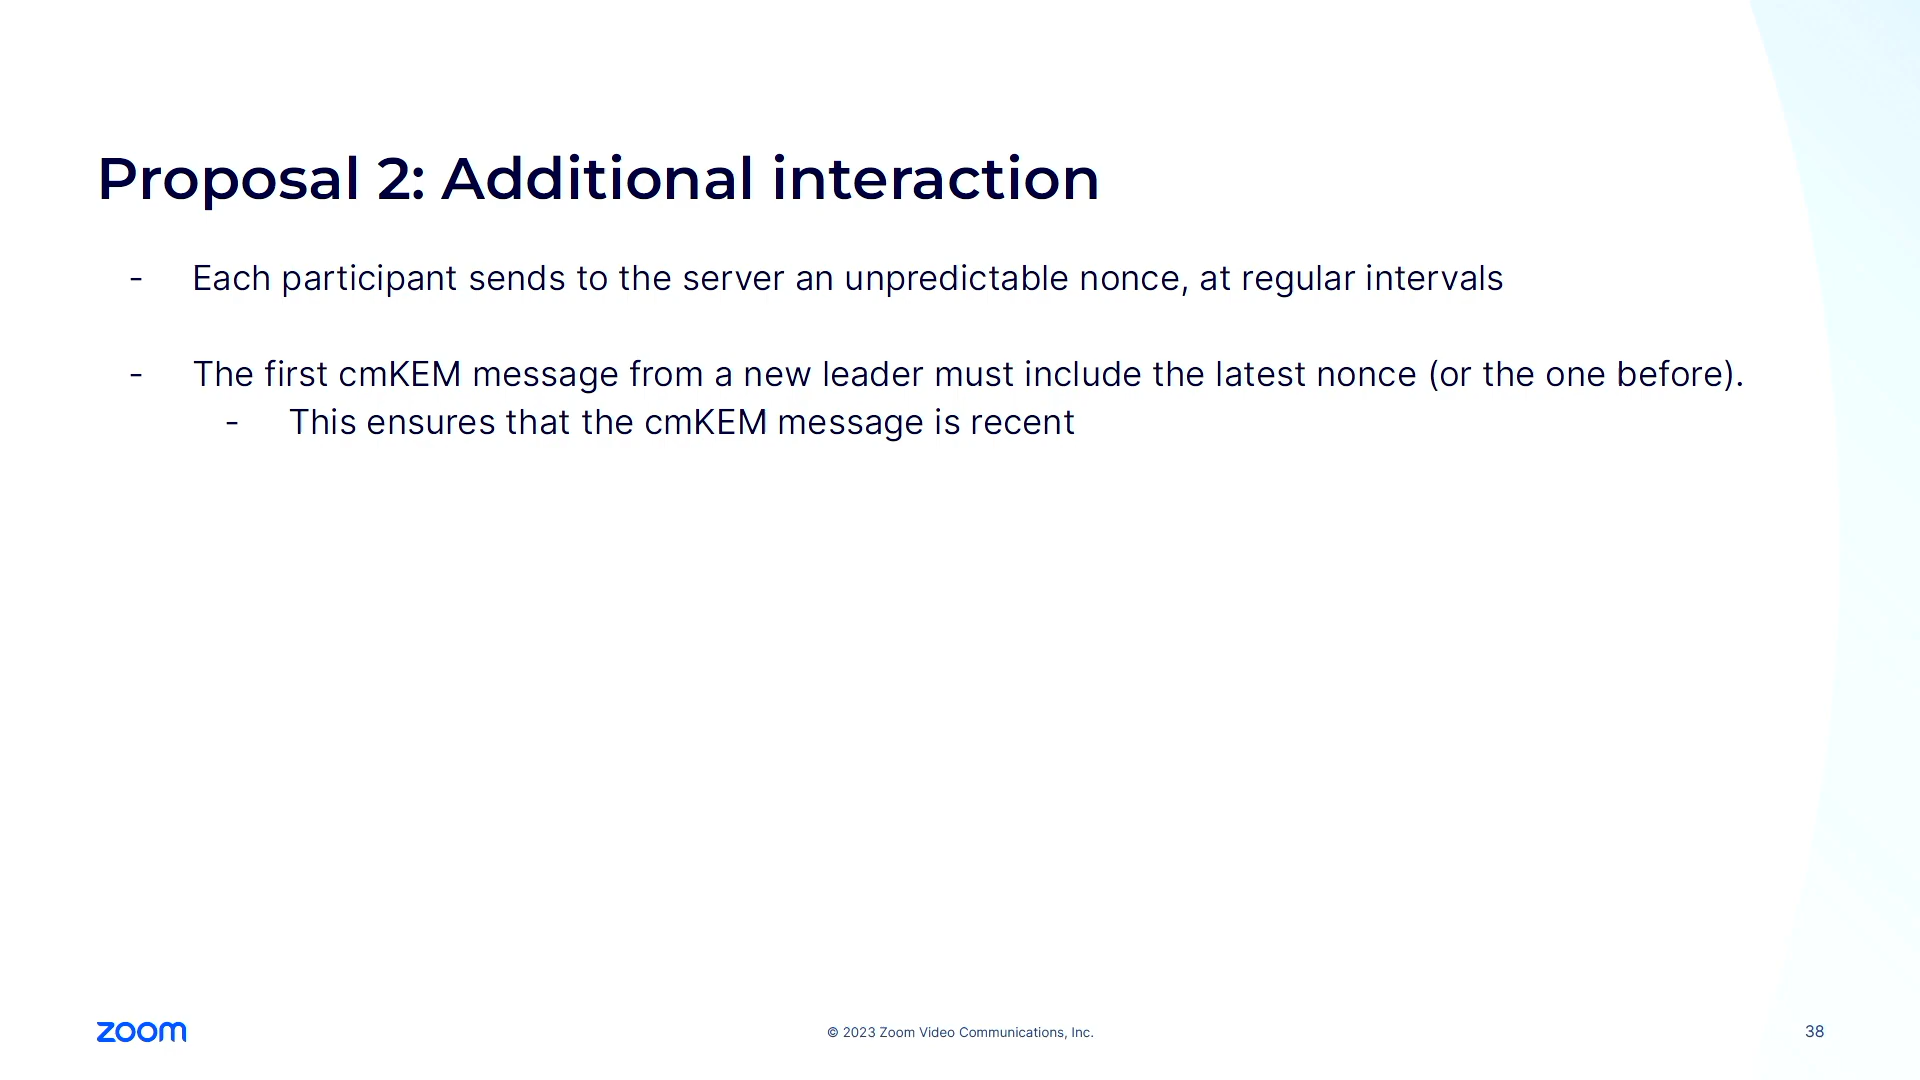 Proposal 2: Additional interaction
- Each participant sends to the server an unpredictable nonce, at regular intervals
- The first cmKEM message from a new leader must include the latest nonce (or the one before).
- This ensures that the cmKEM message is recent
zoom
© 2023 Zoom Video Communications, Inc.
38